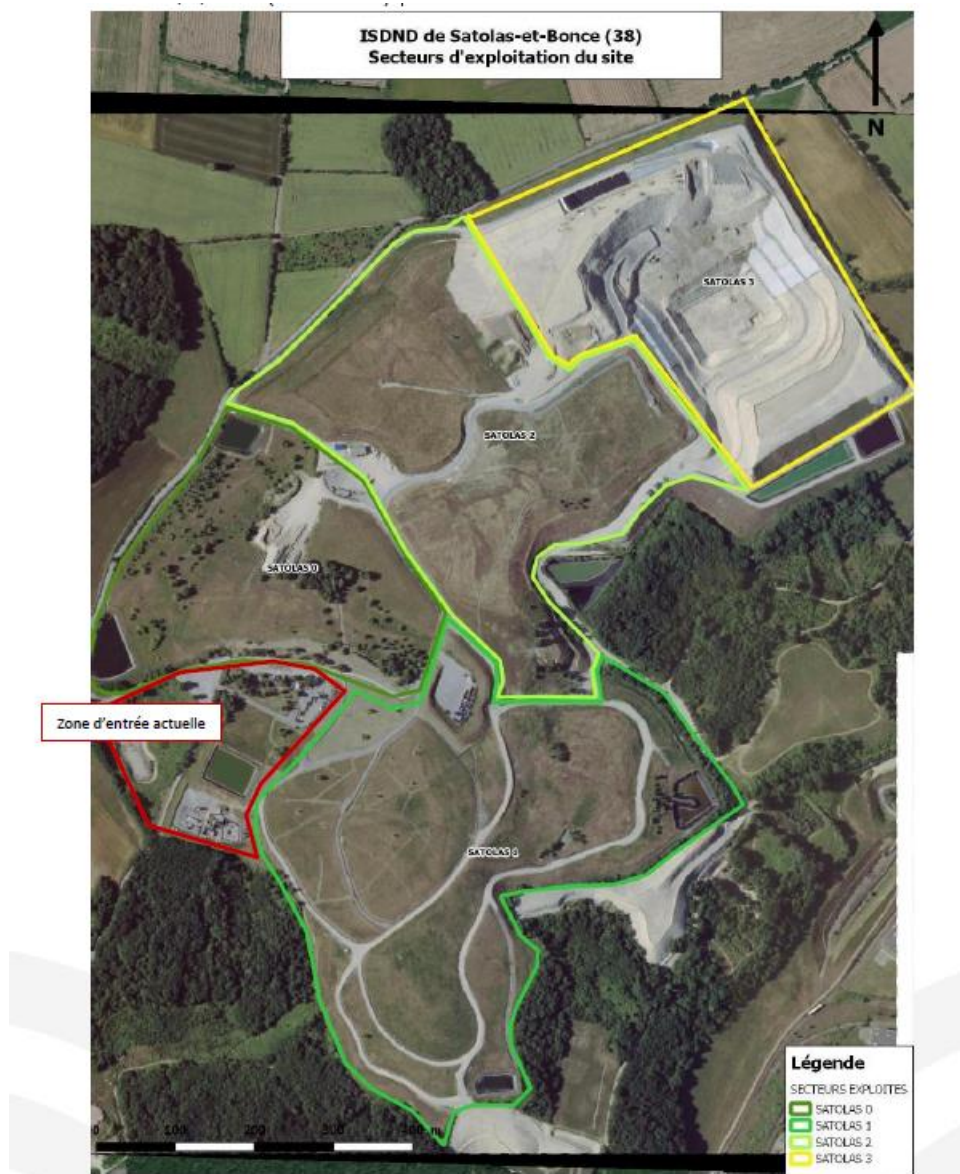 ISDND de Satolas-et-Bonce (38)
Secteurs d'exploitation du site
N
SATOLAS 3
SATOLAS 2
SATOLAS 0
Zone d'entrée actuelle
SATOLAS 1
Légende
SECTEURS EXPLOITES
SATOLAS 0
SATOLAS 1
SATOLAS 2
SATOLAS 3
0 100 200 300 400 m